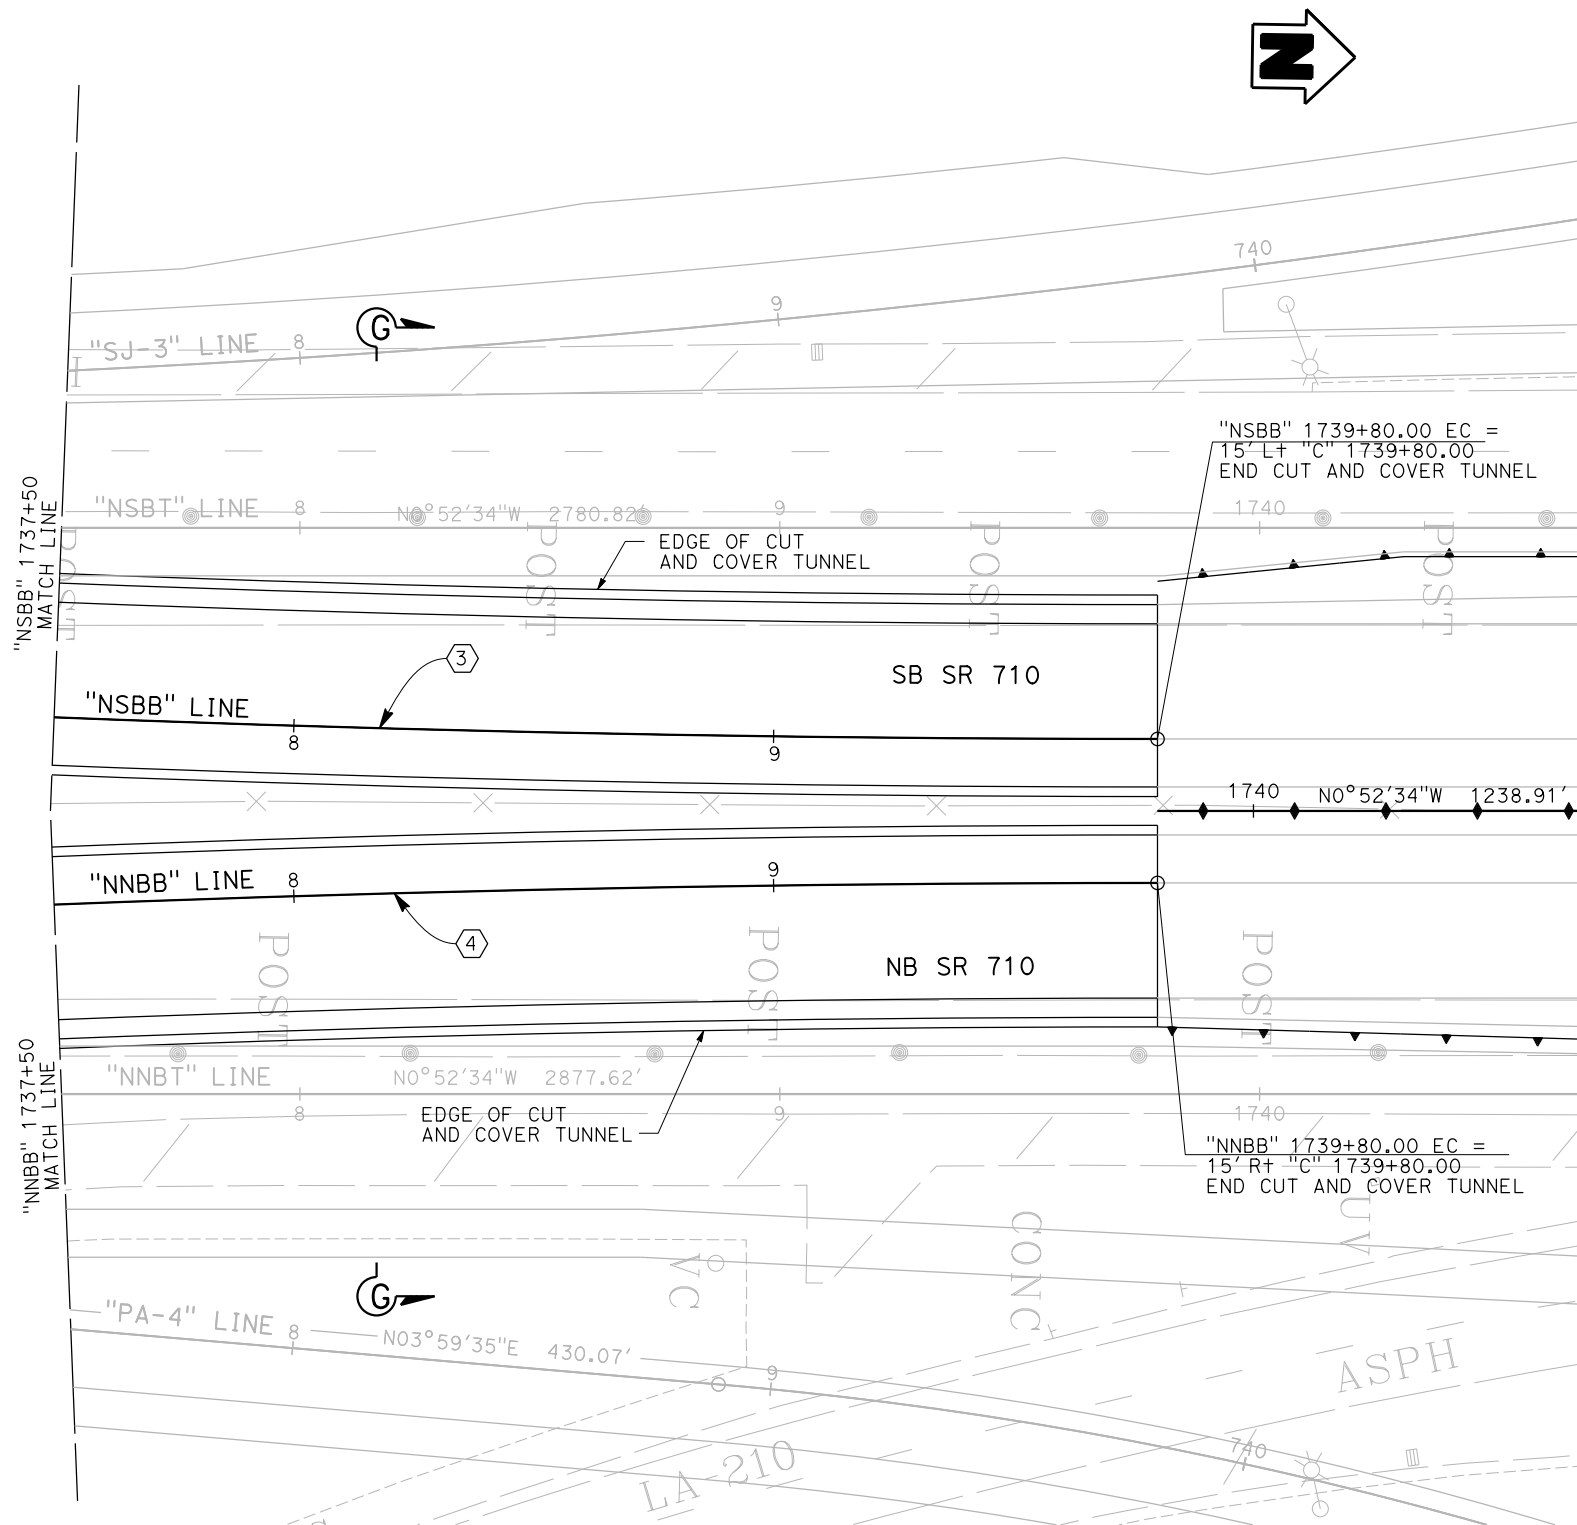 N
740
9
"SJ-3" LINE
8
G
"NSBB" 1739+80.00 EC =
15' Lt "C" 1739+80.00
END CUT AND COVER TUNNEL
"NSBB" 1737+50
MATCH LINE
"NSBT" LINE
8
N0°52'34"W 2780.82'
9
1740
POST
POST
POST
POST
EDGE OF CUT
AND COVER TUNNEL
3
SB SR 710
"NSBB" LINE
8
9
1740
N0°52'34"W 1238.91'
"NNBB" LINE
8
9
4
NB SR 710
POST
POST
POST
"NNBB" 1737+50
MATCH LINE
"NNBT" LINE
N0°52'34"W 2877.62'
8
9
1740
EDGE OF CUT
AND COVER TUNNEL
"NNBB" 1739+80.00 EC =
15' Rt "C" 1739+80.00
END CUT AND COVER TUNNEL
CONC
G
"PA-4" LINE
8
N03°59'35"E 430.07'
9
ASPH
740
LA-210